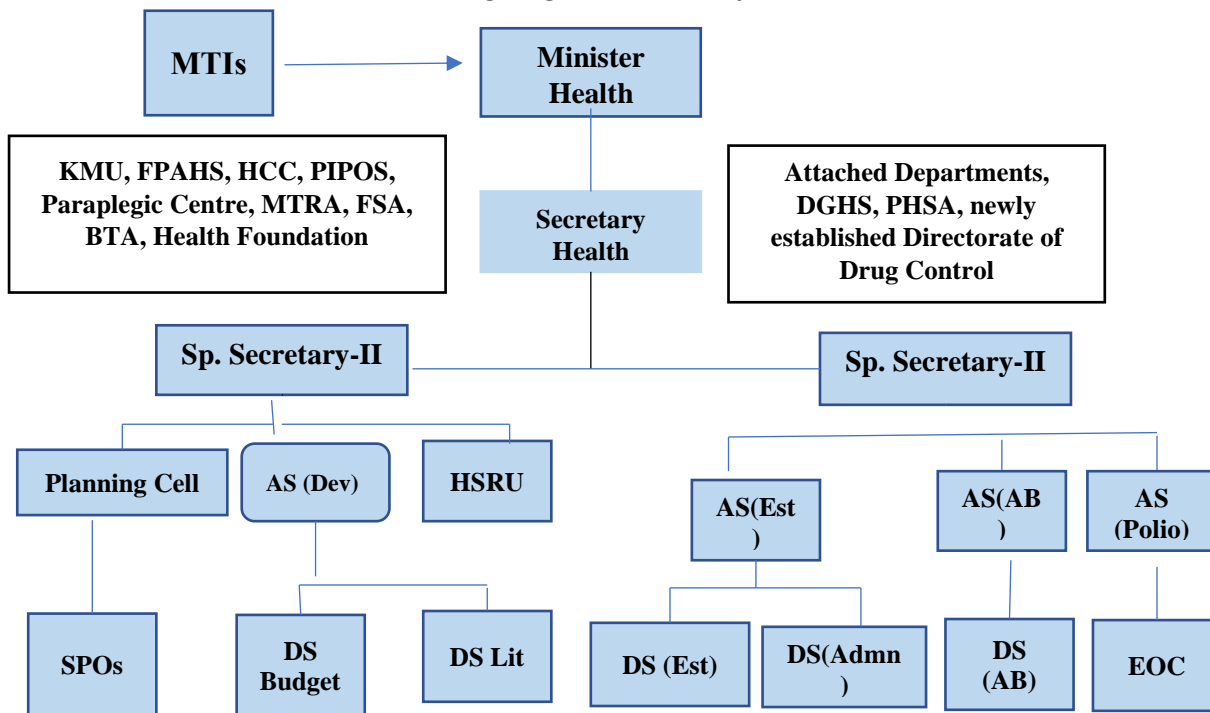 MTIs
Minister
Health
KMU, FPAHS, HCC, PIPOS,
Paraplegic Centre, MTRA, FSA,
BTA, Health Foundation
Attached Departments,
DGHS, PHSA, newly
established Directorate of
Drug Control
Secretary
Health
Sp. Secretary-II
Sp. Secretary-II
Planning Cell
AS (Dev)
HSRU
AS(Est
)
AS(AB
)
AS
(Polio)
SPOs
DS
Budget
DS Lit
DS (Est)
DS(Admn
)
DS
(AB)
EOC